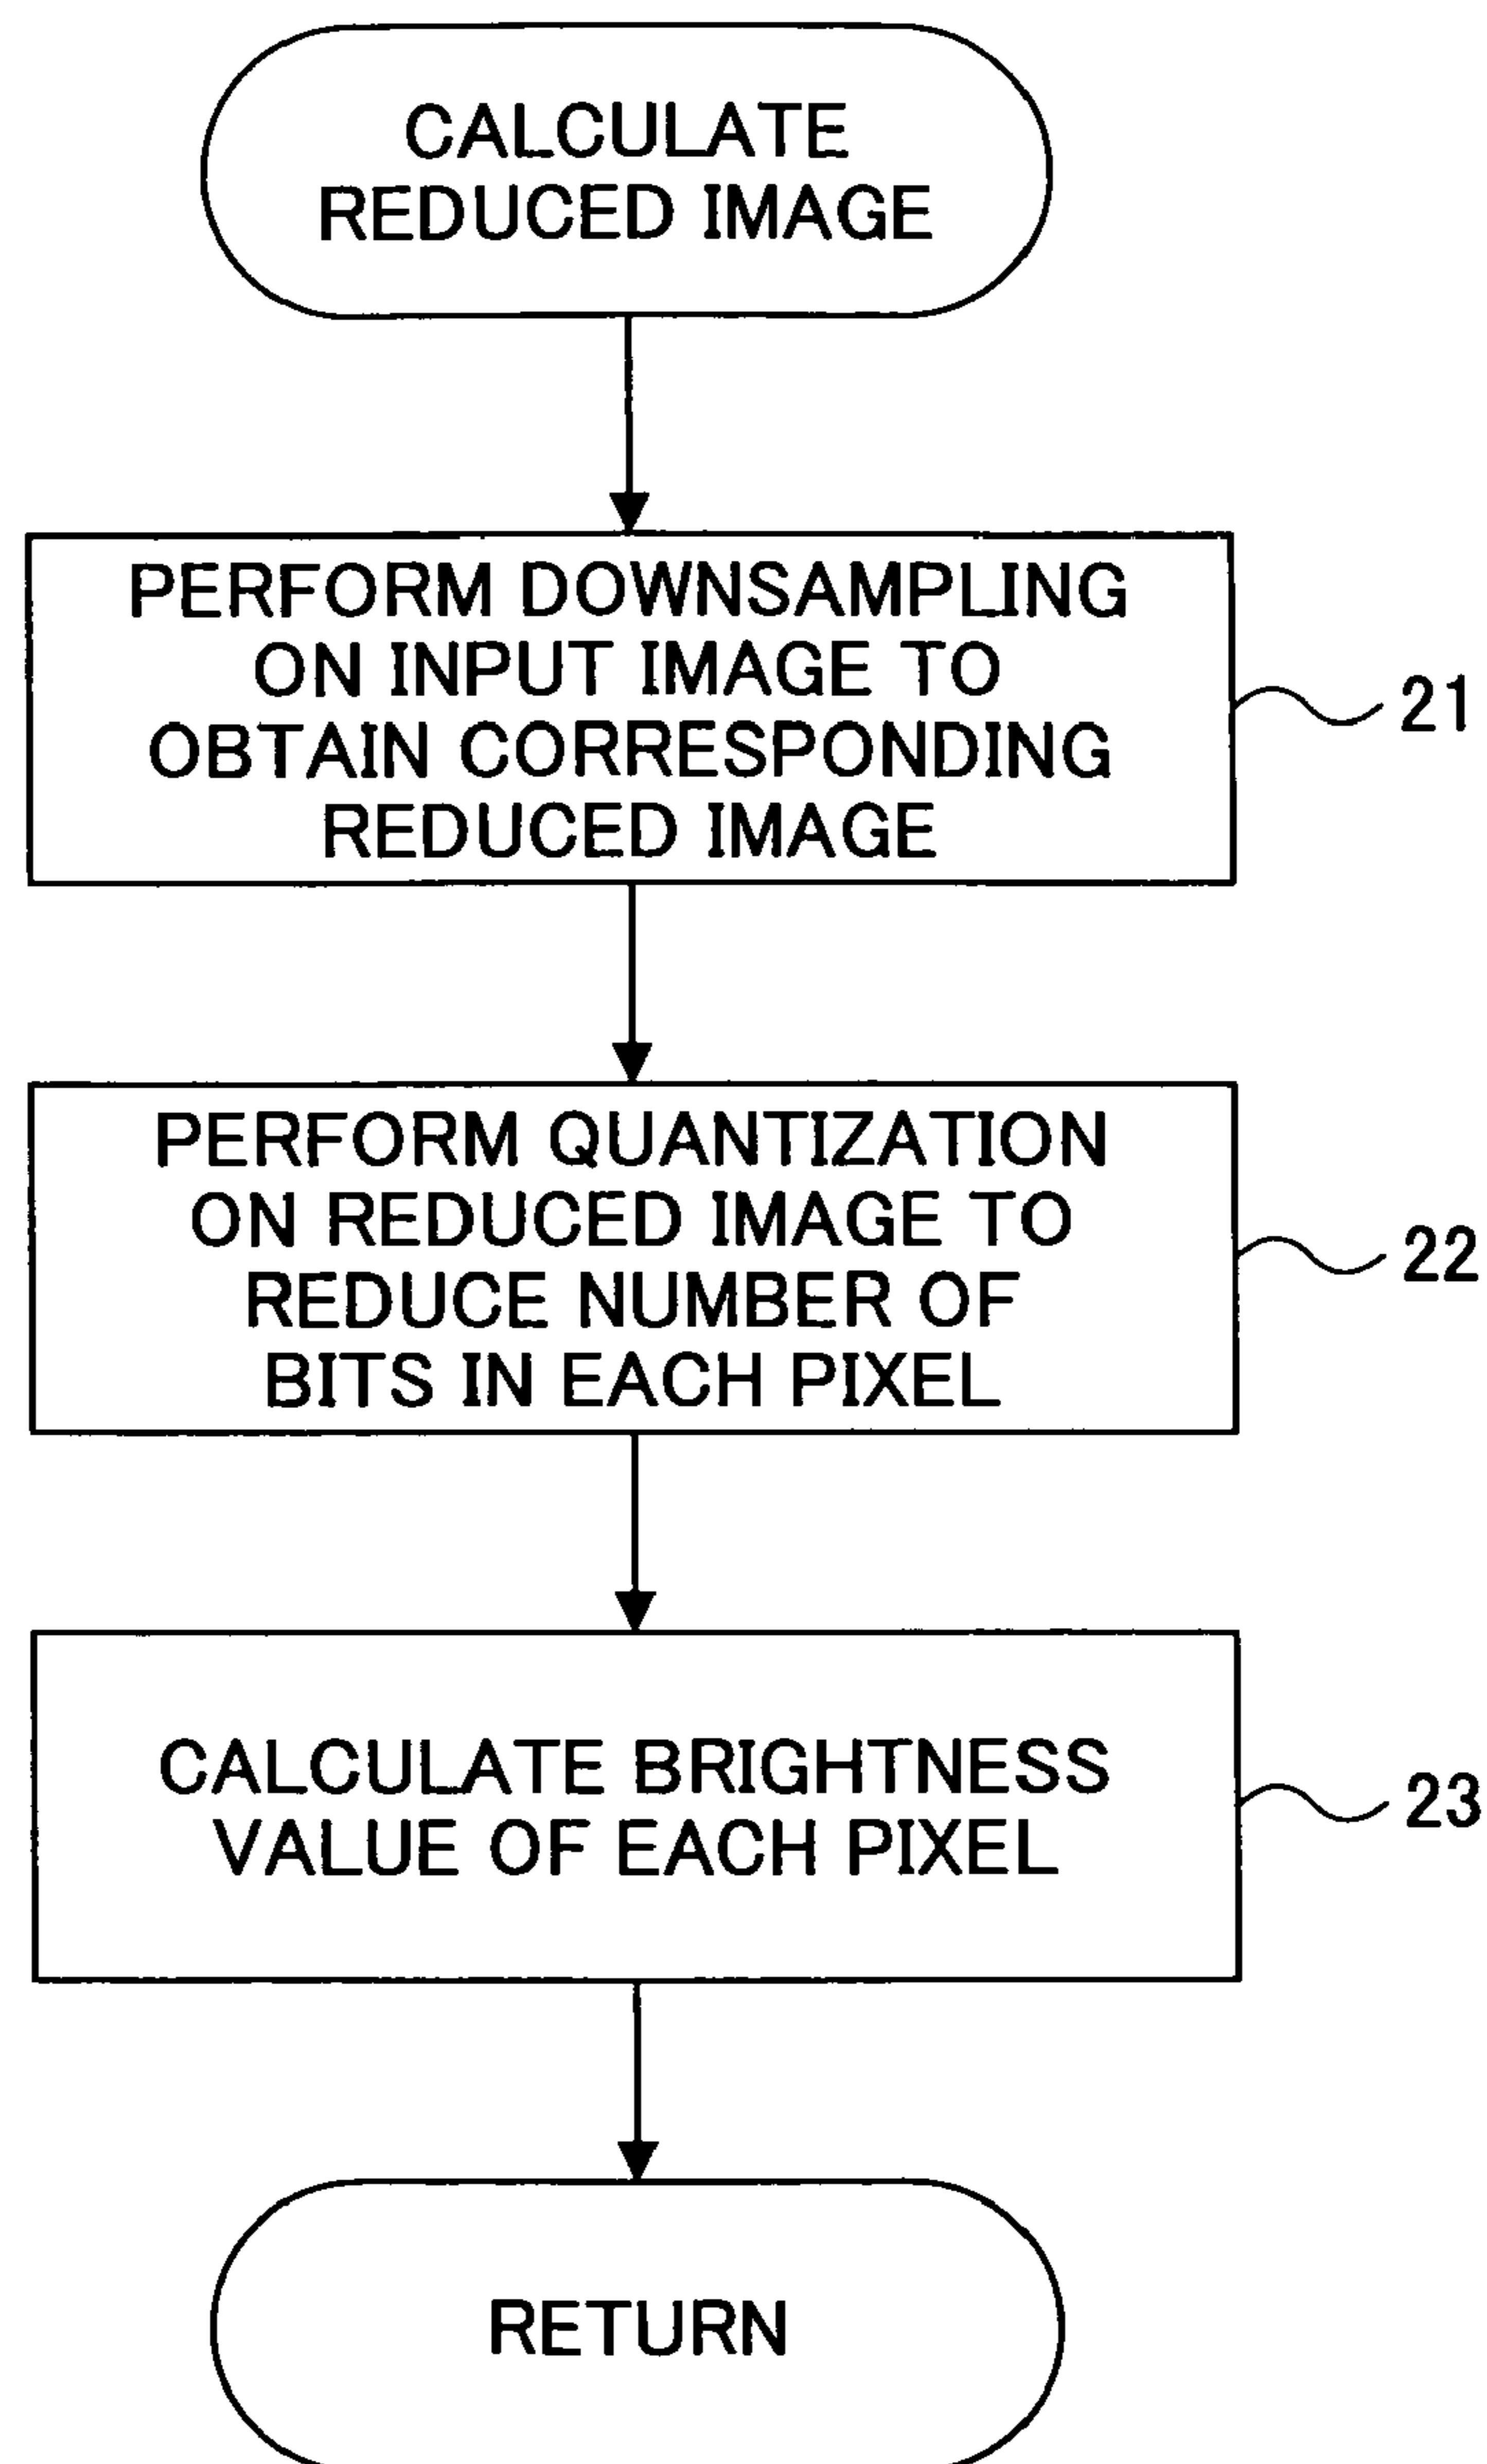 CALCULATE
REDUCED IMAGE
PERFORM DOWNSAMPLING
ON INPUT IMAGE TO
OBTAIN CORRESPONDING
REDUCED IMAGE
21
PERFORM QUANTIZATION
ON REDUCED IMAGE TO
REDUCE NUMBER OF
BITS IN EACH PIXEL
22
CALCULATE BRIGHTNESS
VALUE OF EACH PIXEL
23
RETURN